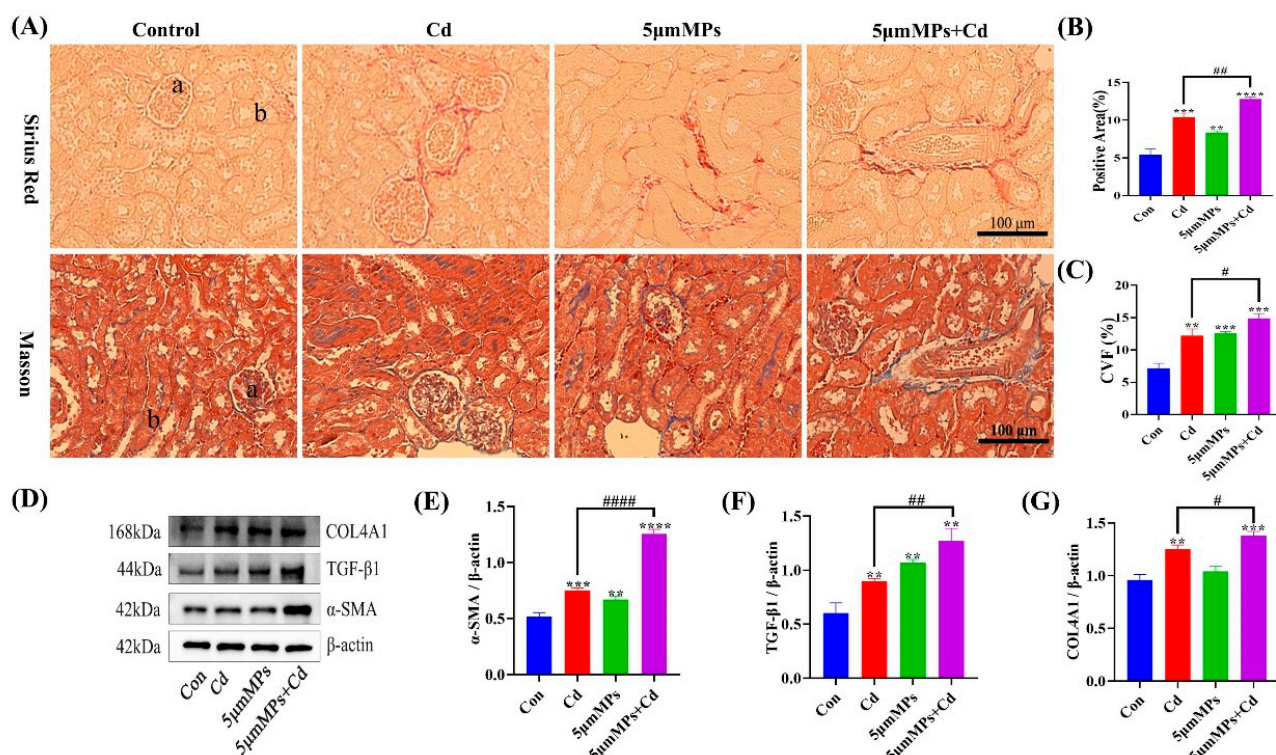 (A)
Control
Cd
5μmMPs
5μmMPs+Cd
Sirius Red
a
b
100 μm
Mason
a
b
100 μm
(B)
Positive Area(%)
15
10
5
0
##
***
**
****
Con
Cd
5μmMPs
5μmMPs+Cd
(C)
CVF (%)
20
15
10
5
0
#
**
***
***
Con
Cd
5μmMPs
5μmMPs+Cd
(D)
168kDa
COL4A1
44kDa
TGF-β1
42kDa
α-SMA
42kDa
β-actin
Con
Cd
5μmMPs
5μmMPs+Cd
(E)
α-SMA / β-actin
1.5
1.0
0.5
0.0
####
***
**
****
Con
Cd
5μmMPs
5μmMPs+Cd
(F)
TGF-β1 / β-actin
1.5
1.0
0.5
0.0
##
**
**
**
Con
Cd
5μmMPs
5μmMPs+Cd
(G)
COL4A1 / β-actin
1.5
1.0
0.5
0.0
#
**
***
Con
Cd
5μmMPs
5μmMPs+Cd